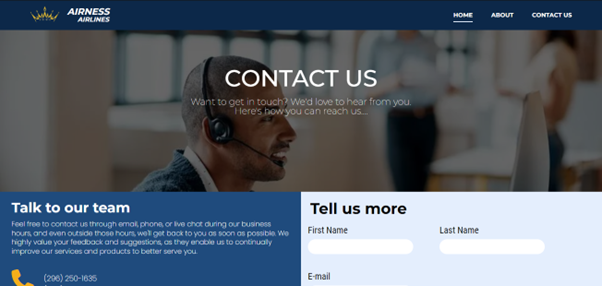 AIRNESS
AIRLINES
HOME ABOUT CONTACT US
CONTACT US
Want to get in touch? We'd love to hear from you.
Here's how you can reach us...
Talk to our team
Feel free to contact us through email, phone, or live chat during our business
hours, and even outside those hours, we'll get back to you as soon as possible. We
highly value your feedback and suggestions, as they enable us to continually
improve our services and products to better serve you.
(296) 250-1635
Tell us more
First Name
Last Name
E-mail